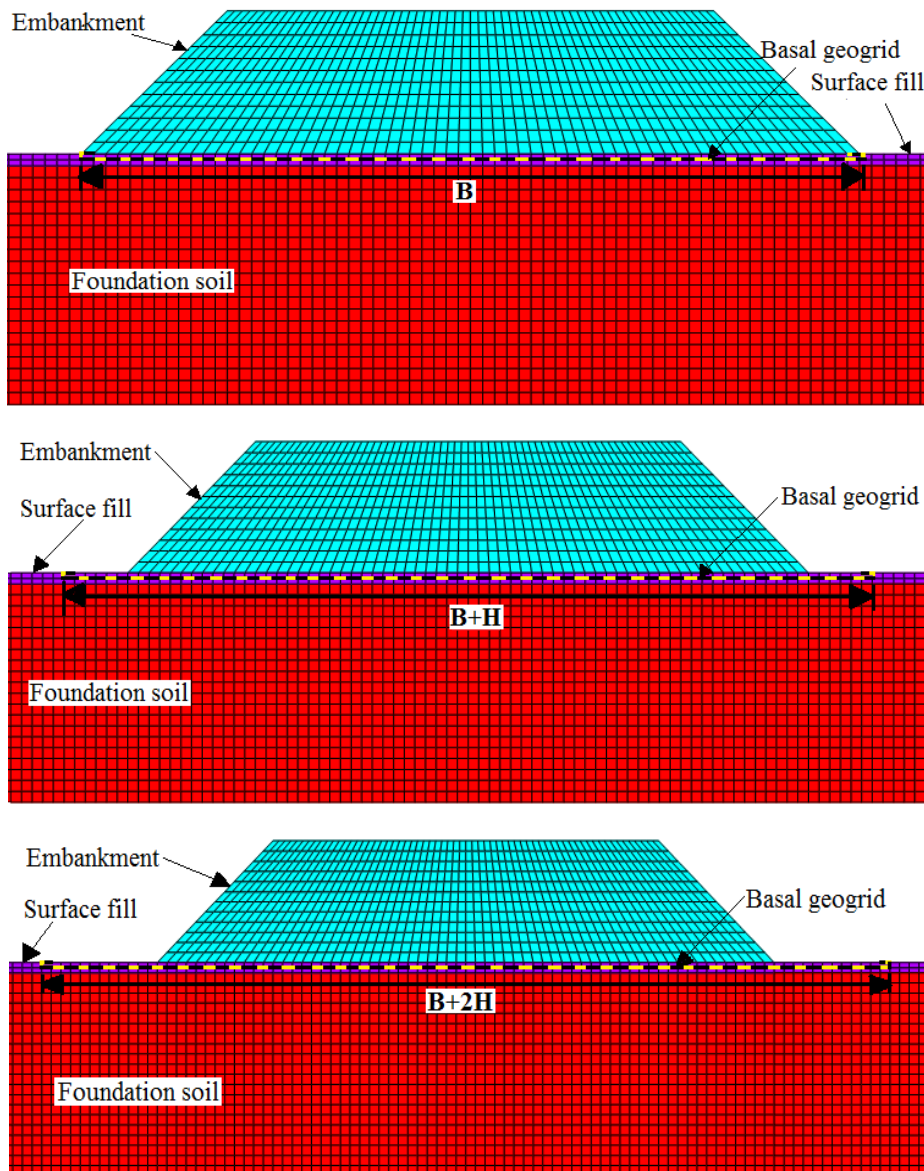 Embankment
Basal geogrid
Surface fill
B
Foundation soil
Embankment
Surface fill
Basal geogrid
B+H
Foundation soil
Embankment
Surface fill
Basal geogrid
B+2H
Foundation soil